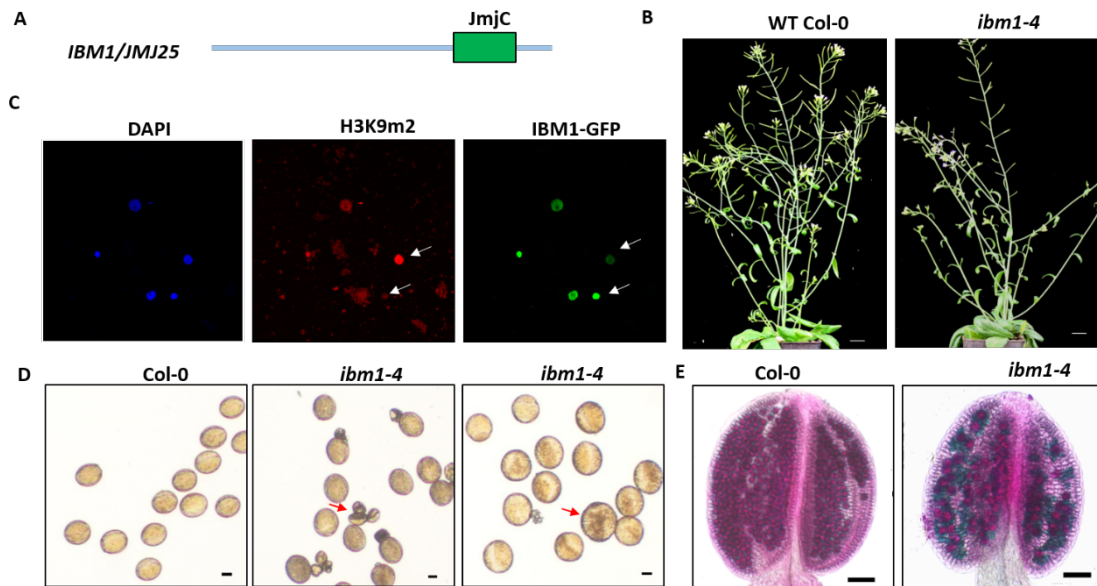 A
JmjC
IBM1/JMJ25
B
WT Col-0
ibm1-4
C
DAPI
H3K9m2
IBM1-GFP
D
Col-0
ibm1-4
ibm1-4
E
Col-0
ibm1-4